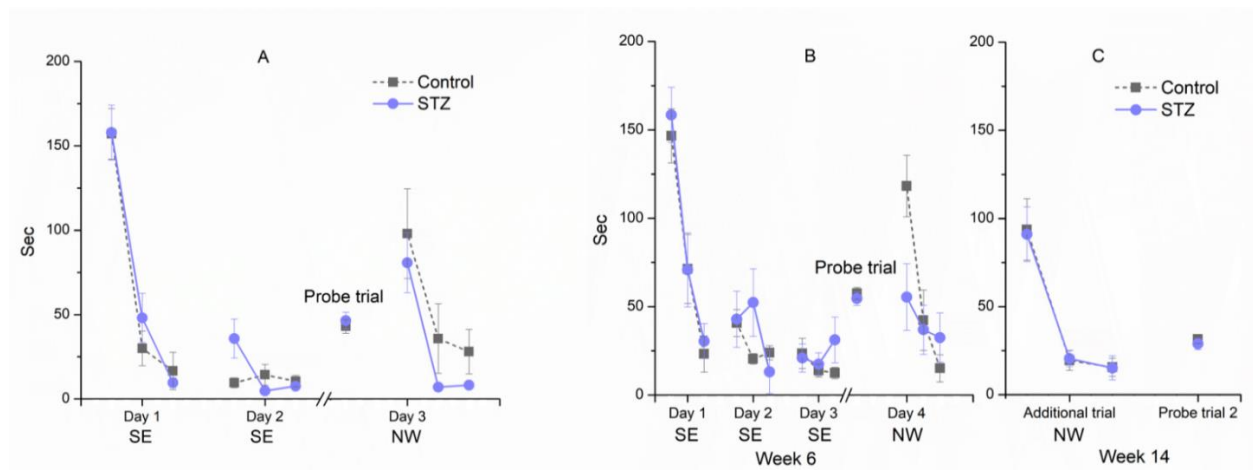 A
Control
STZ
200
150
100
50
0
Sec
Probe trial
Day 1
Day 2
Day 3
SE
SE
NW
B
200
150
100
50
0
Sec
Probe trial
Day 1
Day 2
Day 3
Day 4
SE
SE
SE
NW
Week 6
C
Control
STZ
200
150
100
50
0
Additional trial
Probe trial 2
NW
Week 14